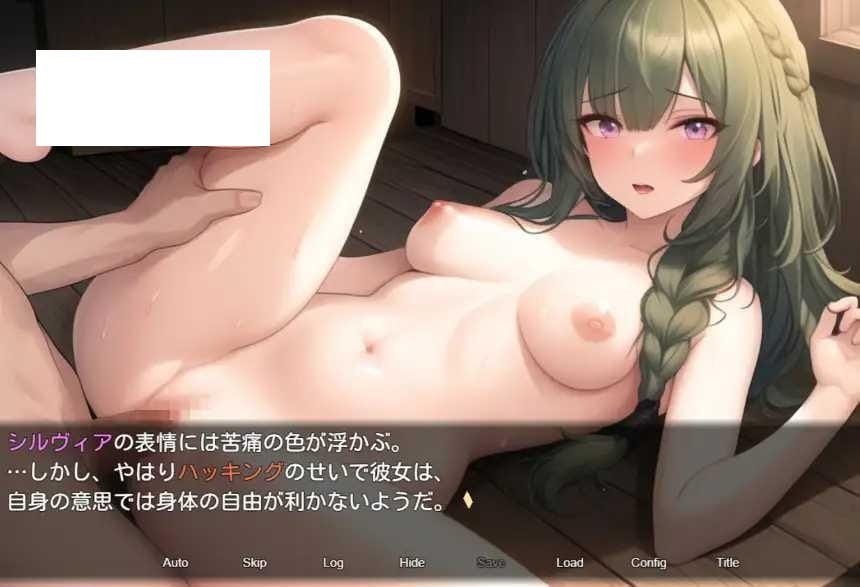 シルヴィアの表情には苦痛の色が浮かぶ。
…しかし、やはりハッキングのせいで彼女は、
自身の意思では身体の自由が利かないようだ。
Auto Skip Log Hide Save Load Config Title